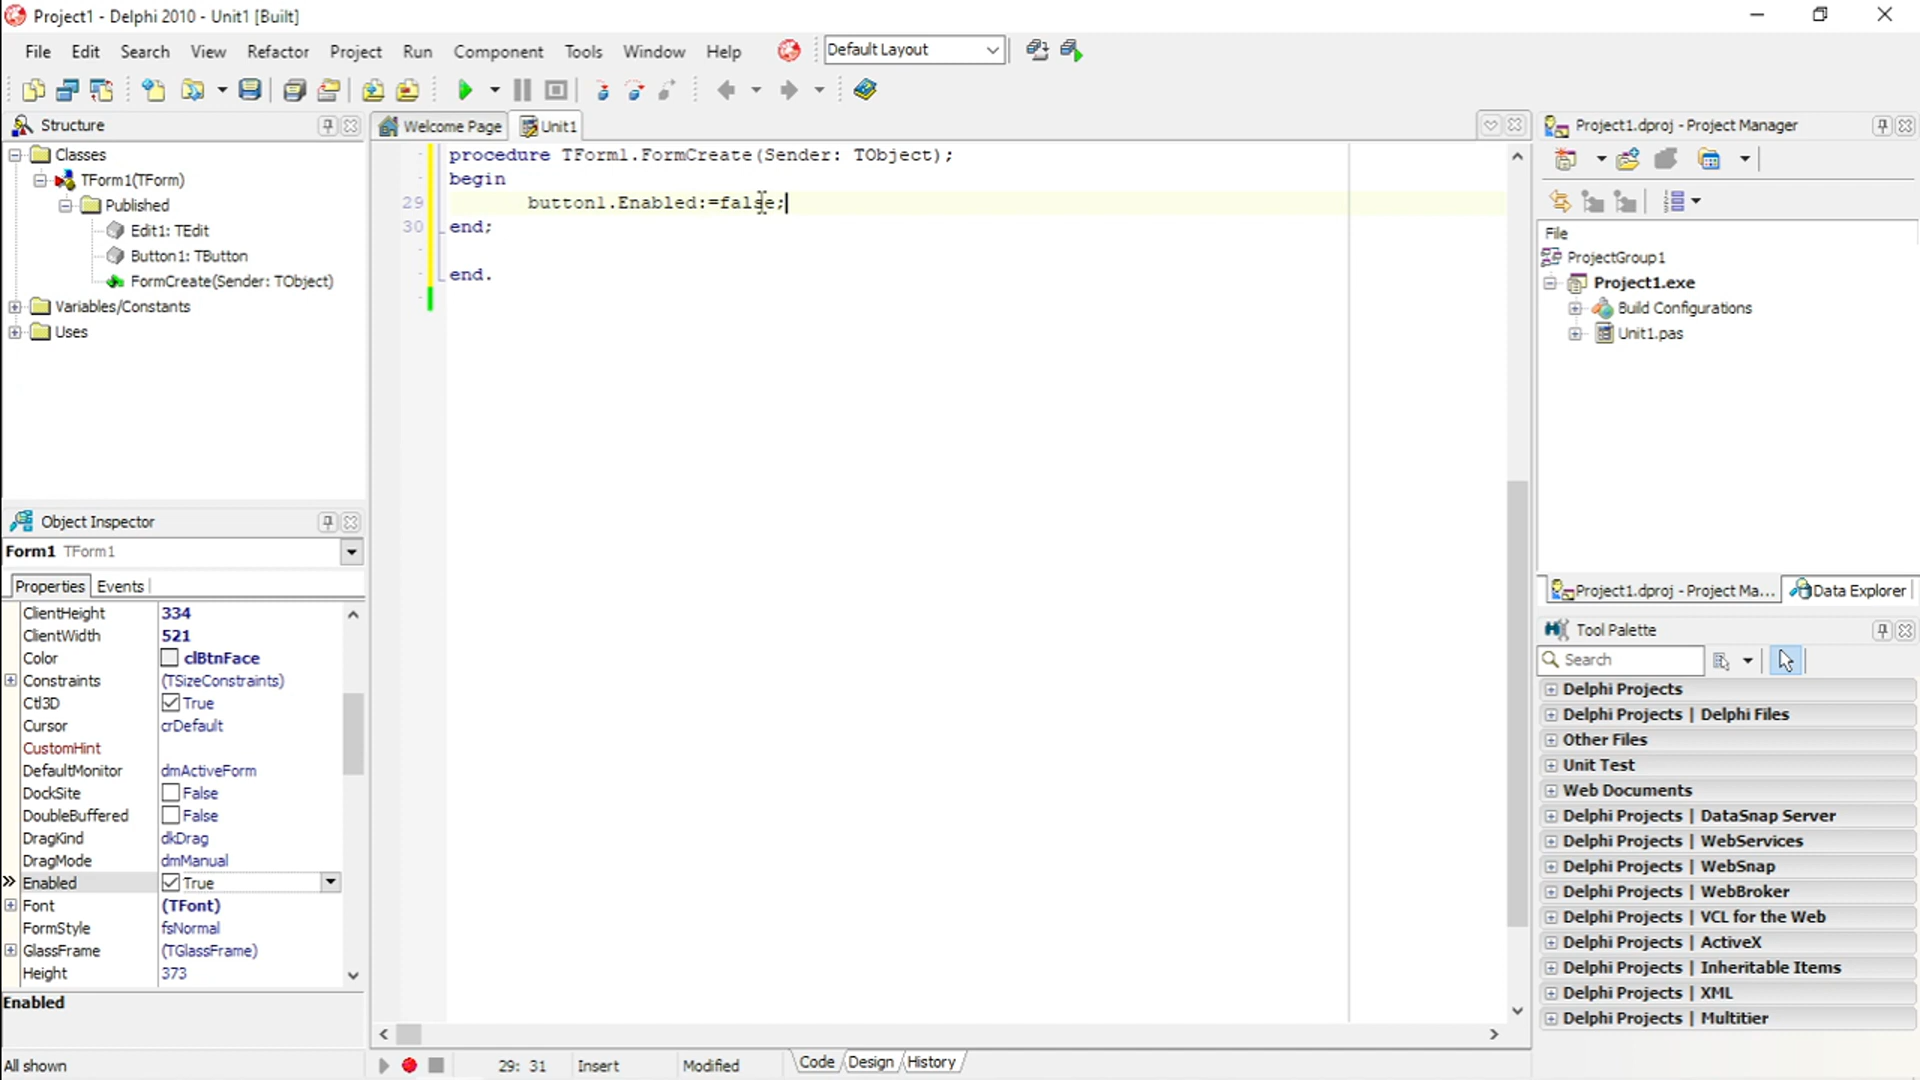 Project1 - Delphi 2010 - Unit1 [Built]
File Edit Search View Refactor Project Run Component Tools Window Help Default Layout
Structure
Classes
TForm1(TForm)
Published
Edit1: TEdit
Button1: TButton
FormCreate(Sender: TObject)
Variables/Constants
Uses
Object Inspector
Form1 TForm1
Properties Events
ClientHeight 334
ClientWidth 521
Color clBtnFace
Constraints (TSizeConstraints)
Ctl3D True
Cursor crDefault
CustomHint
DefaultMonitor dmActiveForm
DockSite False
DoubleBuffered False
DragKind dkDrag
DragMode dmManual
Enabled True
Font (TFont)
FormStyle fsNormal
GlassFrame (TGlassFrame)
Height 373
Enabled
All shown
Welcome Page Unit1
procedure TForm1.FormCreate(Sender: TObject);
begin
29 button1.Enabled:=false;
30 end;
end.
29: 31 Insert Modified Code Design History
Project1.dproj - Project Manager
File
ProjectGroup1
Project1.exe
Build Configurations
Unit1.pas
Project1.dproj - Project Ma... Data Explorer
Tool Palette
Search
Delphi Projects
Delphi Projects | Delphi Files
Other Files
Unit Test
Web Documents
Delphi Projects | DataSnap Server
Delphi Projects | WebServices
Delphi Projects | WebSnap
Delphi Projects | WebBroker
Delphi Projects | VCL for the Web
Delphi Projects | ActiveX
Delphi Projects | Inheritable Items
Delphi Projects | XML
Delphi Projects | Multitier